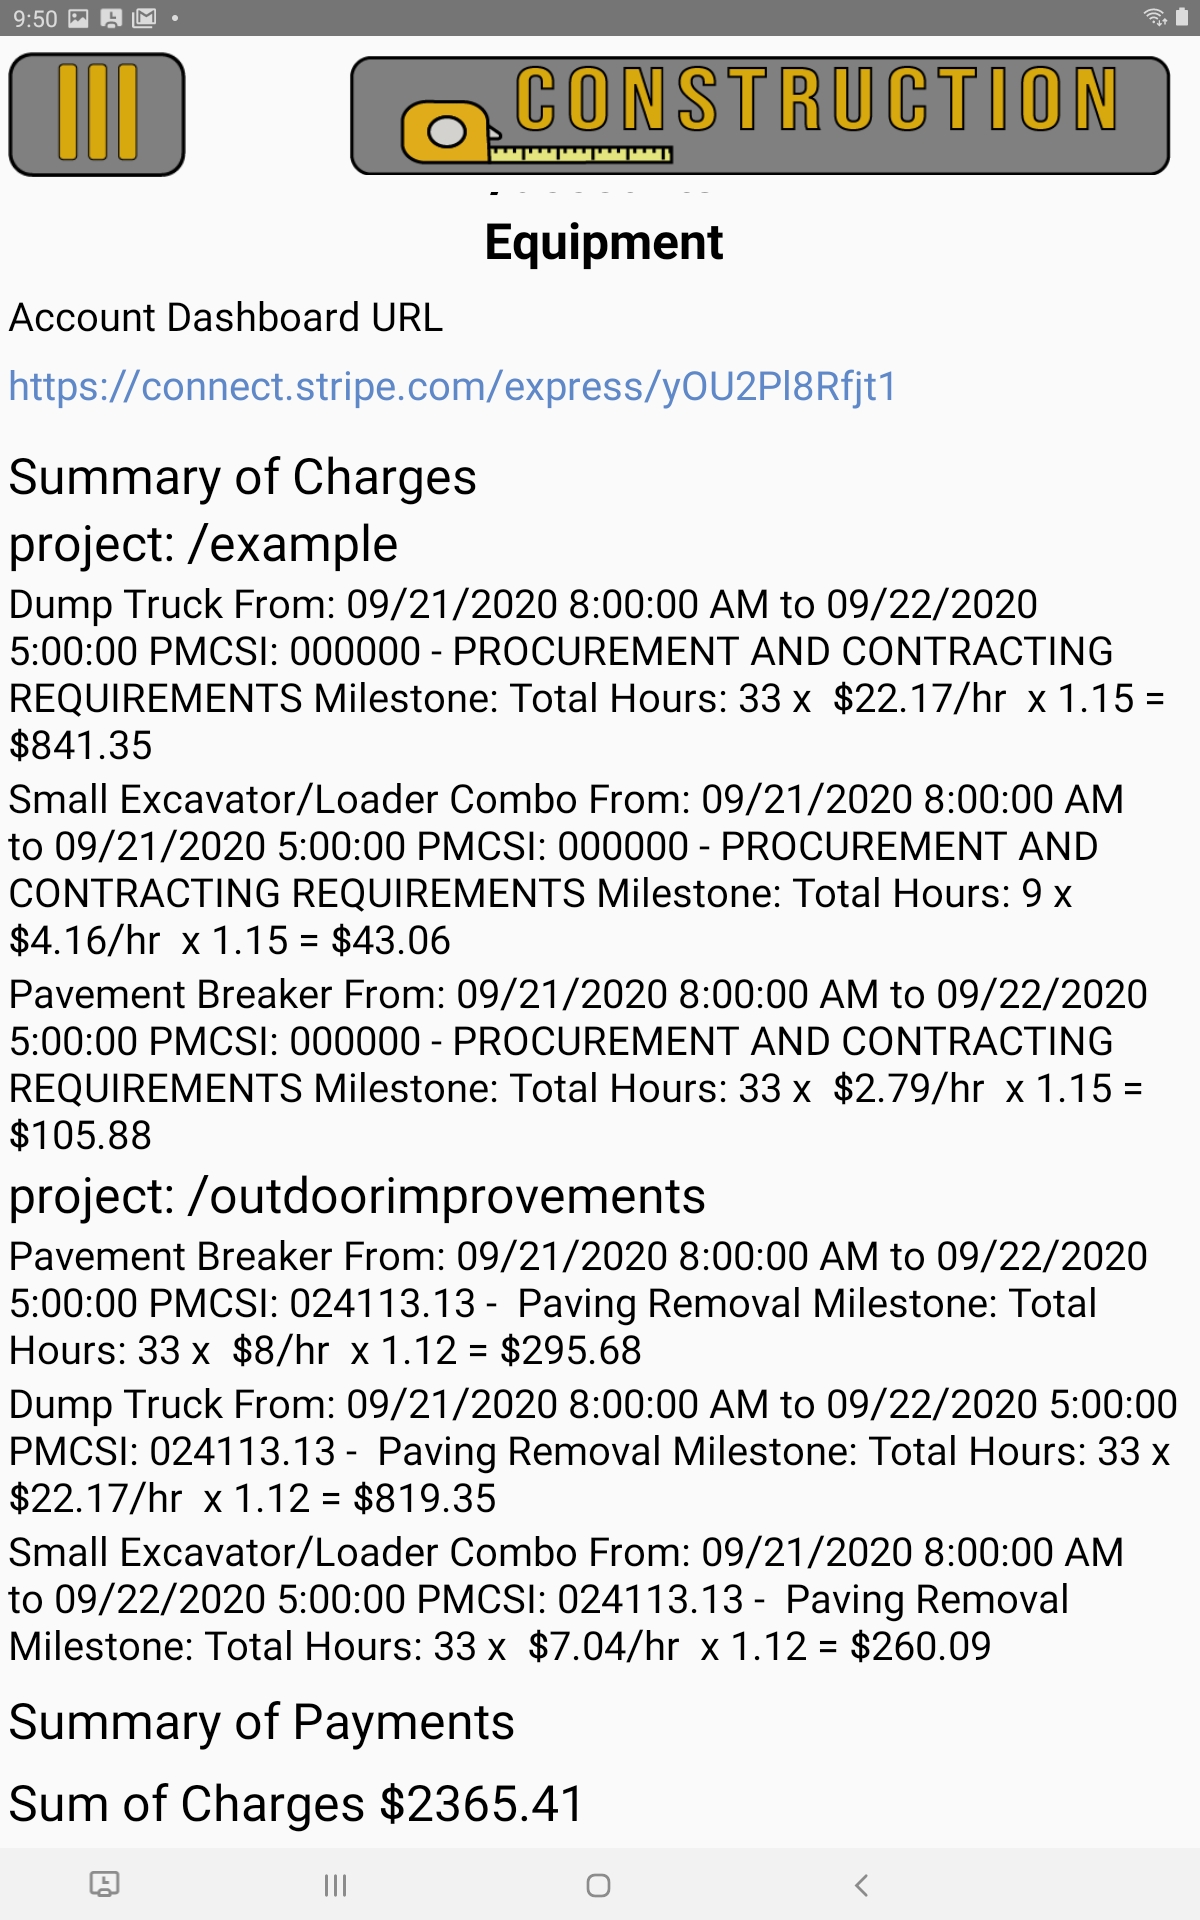 9:50
CONSTRUCTION
Equipment
Account Dashboard URL
https://connect.stripe.com/express/yOU2Pl8Rfjt1
Summary of Charges
project: /example
Dump Truck From: 09/21/2020 8:00:00 AM to 09/22/2020
5:00:00 PMCSI: 000000 - PROCUREMENT AND CONTRACTING
REQUIREMENTS Milestone: Total Hours: 33 x  $22.17/hr  x 1.15 =
$841.35
Small Excavator/Loader Combo From: 09/21/2020 8:00:00 AM
to 09/21/2020 5:00:00 PMCSI: 000000 - PROCUREMENT AND
CONTRACTING REQUIREMENTS Milestone: Total Hours: 9 x
$4.16/hr  x 1.15 = $43.06
Pavement Breaker From: 09/21/2020 8:00:00 AM to 09/22/2020
5:00:00 PMCSI: 000000 - PROCUREMENT AND CONTRACTING
REQUIREMENTS Milestone: Total Hours: 33 x  $2.79/hr  x 1.15 =
$105.88
project: /outdoorimprovements
Pavement Breaker From: 09/21/2020 8:00:00 AM to 09/22/2020
5:00:00 PMCSI: 024113.13 -  Paving Removal Milestone: Total
Hours: 33 x  $8/hr  x 1.12 = $295.68
Dump Truck From: 09/21/2020 8:00:00 AM to 09/22/2020 5:00:00
PMCSI: 024113.13 -  Paving Removal Milestone: Total Hours: 33 x
$22.17/hr  x 1.12 = $819.35
Small Excavator/Loader Combo From: 09/21/2020 8:00:00 AM
to 09/22/2020 5:00:00 PMCSI: 024113.13 -  Paving Removal
Milestone: Total Hours: 33 x  $7.04/hr  x 1.12 = $260.09
Summary of Payments
Sum of Charges $2365.41